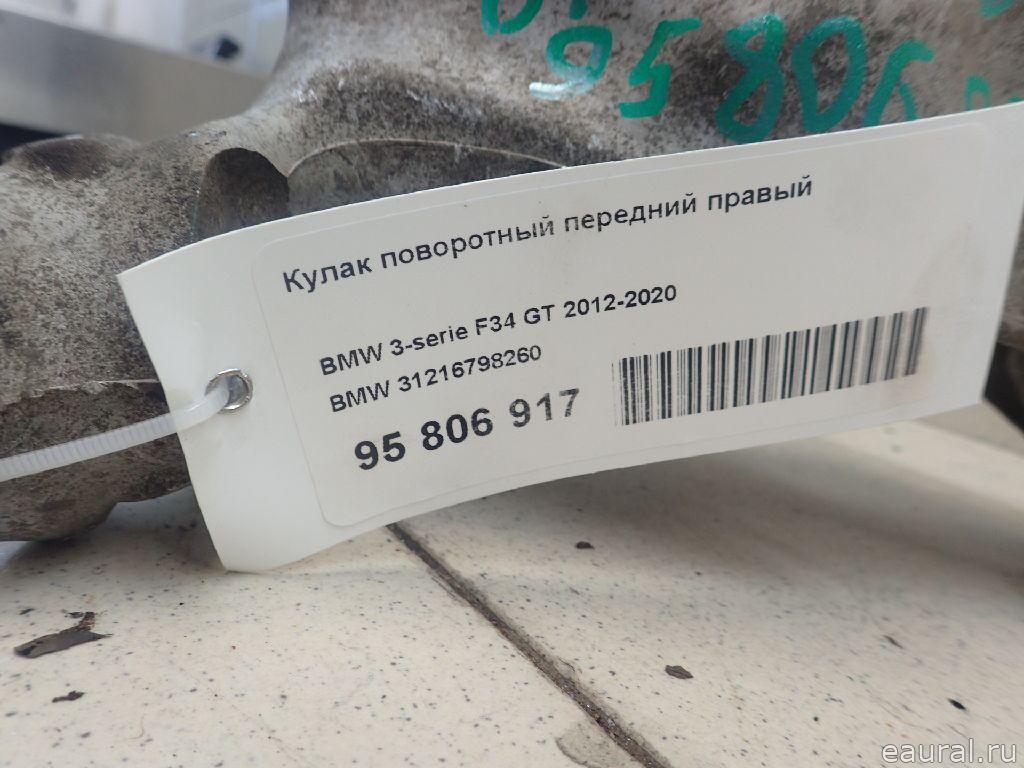 95 806
Кулак поворотный передний правый
BMW 3-serie F34 GT 2012-2020
BMW 31216798260
95 806 917
eaural.ru